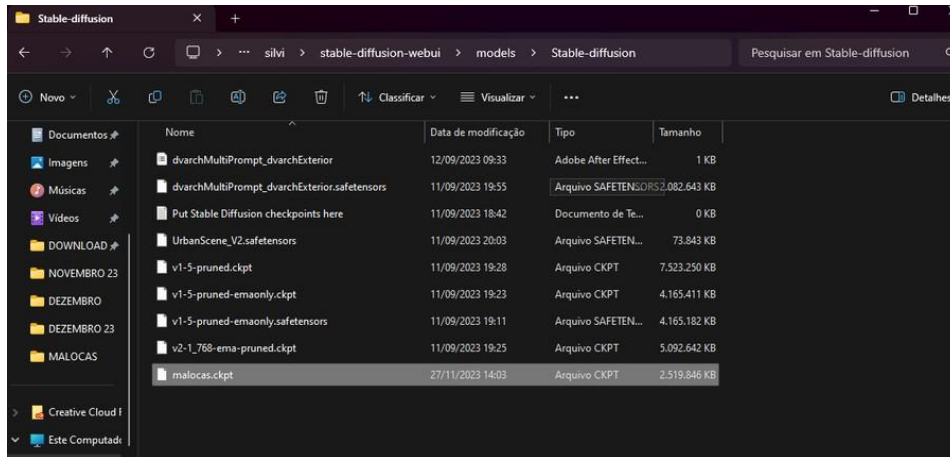 Stable-diffusion
silvi > stable-diffusion-webui > models > Stable-diffusion
Pesquisar em Stable-diffusion
Novo
Classificar
Visualizar
Detalhes
Documentos
Imagens
Músicas
Vídeos
DOWNLOAD
NOVEMBRO 23
DEZEMBRO
DEZEMBRO 23
MALOCAS
Creative Cloud F
Este Computado
Nome Data de modificação Tipo Tamanho
dvarchMultiPrompt_dvarchExterior 12/09/2023 09:33 Adobe After Effect... 1 KB
dvarchMultiPrompt_dvarchExterior.safetensors 11/09/2023 19:55 Arquivo SAFETENSORS 2.082.643 KB
Put Stable Diffusion checkpoints here 11/09/2023 18:42 Documento de Te... 0 KB
UrbanScene_V2.safetensors 11/09/2023 20:03 Arquivo SAFETEN... 73.843 KB
v1-5-pruned.ckpt 11/09/2023 19:28 Arquivo CKPT 7.523.250 KB
v1-5-pruned-emaonly.ckpt 11/09/2023 19:23 Arquivo CKPT 4.165.411 KB
v1-5-pruned-emaonly.safetensors 11/09/2023 19:11 Arquivo SAFETEN... 4.165.182 KB
v2-1_768-ema-pruned.ckpt 11/09/2023 19:25 Arquivo CKPT 5.092.642 KB
malocas.ckpt 27/11/2023 14:03 Arquivo CKPT 2.519.846 KB